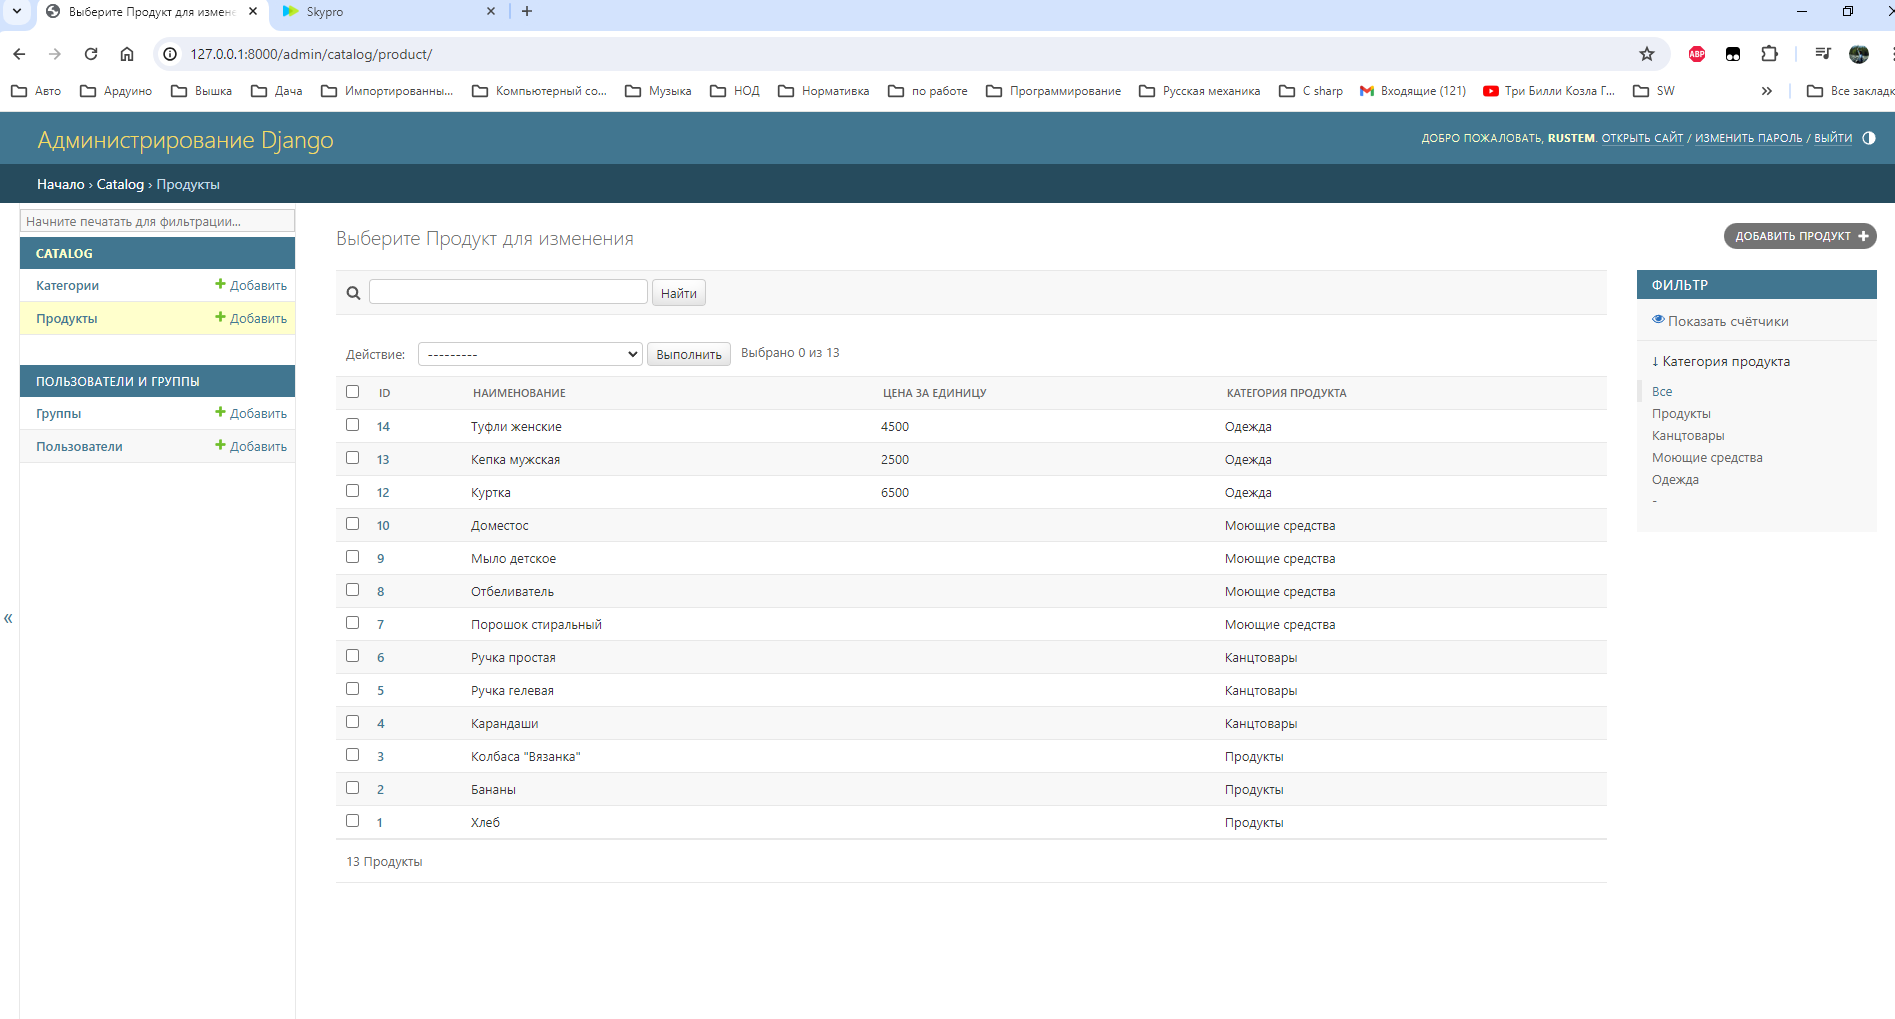 Выберите Продукт для измене
Skypro
127.0.0.1:8000/admin/catalog/product/
ABP
Авто Ардуино Вышка Дача Импортированны... Компьютерный со... Музыка НОД Нормативка по работе Программирование Русская механика C sharp Входящие (121) Три Билли Козла Г... SW » Все заклад
Администрирование Django
ДОБРО ПОЖАЛОВАТЬ, RUSTEM. ОТКРЫТЬ САЙТ / ИЗМЕНИТЬ ПАРОЛЬ / ВЫЙТИ
Начало › Catalog › Продукты
Начните печатать для фильтрации...
CATALOG
Категории + Добавить
Продукты + Добавить
ПОЛЬЗОВАТЕЛИ И ГРУППЫ
Группы + Добавить
Пользователи + Добавить
«
Выберите Продукт для изменения
ДОБАВИТЬ ПРОДУКТ +
Найти
Действие: --------- Выполнить Выбрано 0 из 13
ID НАИМЕНОВАНИЕ ЦЕНА ЗА ЕДИНИЦУ КАТЕГОРИЯ ПРОДУКТА
14 Туфли женские 4500 Одежда
13 Кепка мужская 2500 Одежда
12 Куртка 6500 Одежда
10 Доместос Моющие средства
9 Мыло детское Моющие средства
8 Отбеливатель Моющие средства
7 Порошок стиральный Моющие средства
6 Ручка простая Канцтовары
5 Ручка гелевая Канцтовары
4 Карандаши Канцтовары
3 Колбаса "Вязанка" Продукты
2 Бананы Продукты
1 Хлеб Продукты
13 Продукты
ФИЛЬТР
Показать счётчики
↓ Категория продукта
Все
Продукты
Канцтовары
Моющие средства
Одежда
-